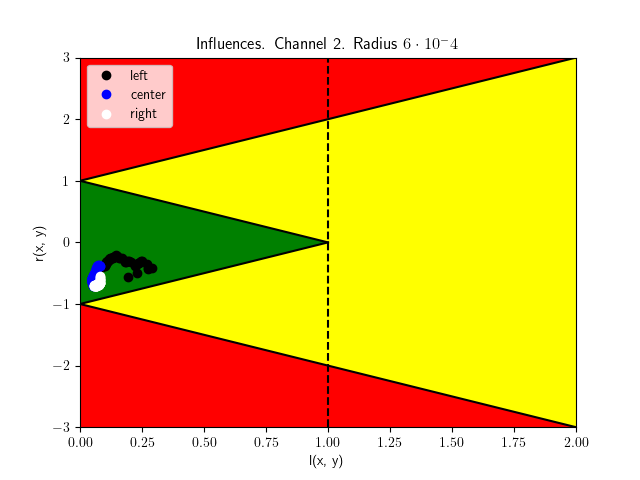 Influences. Channel 2. Radius 6 · 10⁻4
left
center
right
3
2
1
0
−1
−2
−3
r(x, y)
0.00 0.25 0.50 0.75 1.00 1.25 1.50 1.75 2.00
l(x, y)